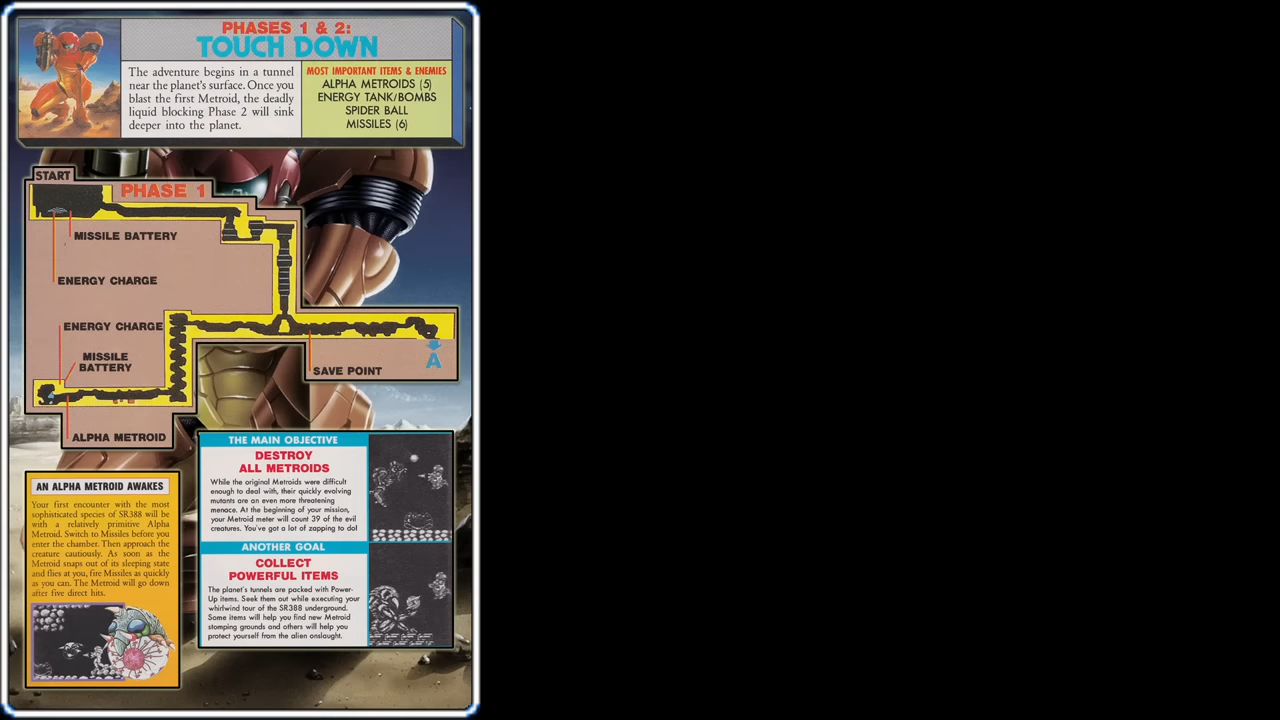 PHASES 1 & 2:
TOUCH DOWN
The adventure begins in a tunnel
near the planet's surface. Once you
blast the first Metroid, the deadly
liquid blocking Phase 2 will sink
deeper into the planet.
MOST IMPORTANT ITEMS & ENEMIES
ALPHA METROIDS (5)
ENERGY TANK/BOMBS
SPIDER BALL
MISSILES (6)
START
PHASE 1
MISSILE BATTERY
ENERGY CHARGE
ENERGY CHARGE
MISSILE
BATTERY
A
SAVE POINT
ALPHA METROID
AN ALPHA METROID AWAKES
Your first encounter with the most
sophisticated species of SR388 will be
with a relatively primitive Alpha
Metroid. Switch to Missiles before you
enter the chamber. Then approach the
creature cautiously. As soon as the
Metroid snaps out of its sleeping state
and flies at you, fire Missiles as quickly
as you can. The Metroid will go down
after five direct hits.
THE MAIN OBJECTIVE
DESTROY
ALL METROIDS
While the original Metroids were difficult
enough to deal with, their quickly evolving
mutants are an even more threatening
menace. At the beginning of your mission,
your Metroid meter will count 39 of the evil
creatures. You've got a lot of zapping to do!
ANOTHER GOAL
COLLECT
POWERFUL ITEMS
The planet's tunnels are packed with Power-
Up items. Seek them out while executing your
whirlwind tour of the SR388 underground.
Some items will help you find new Metroid
stomping grounds and others will help you
protect yourself from the alien onslaught.